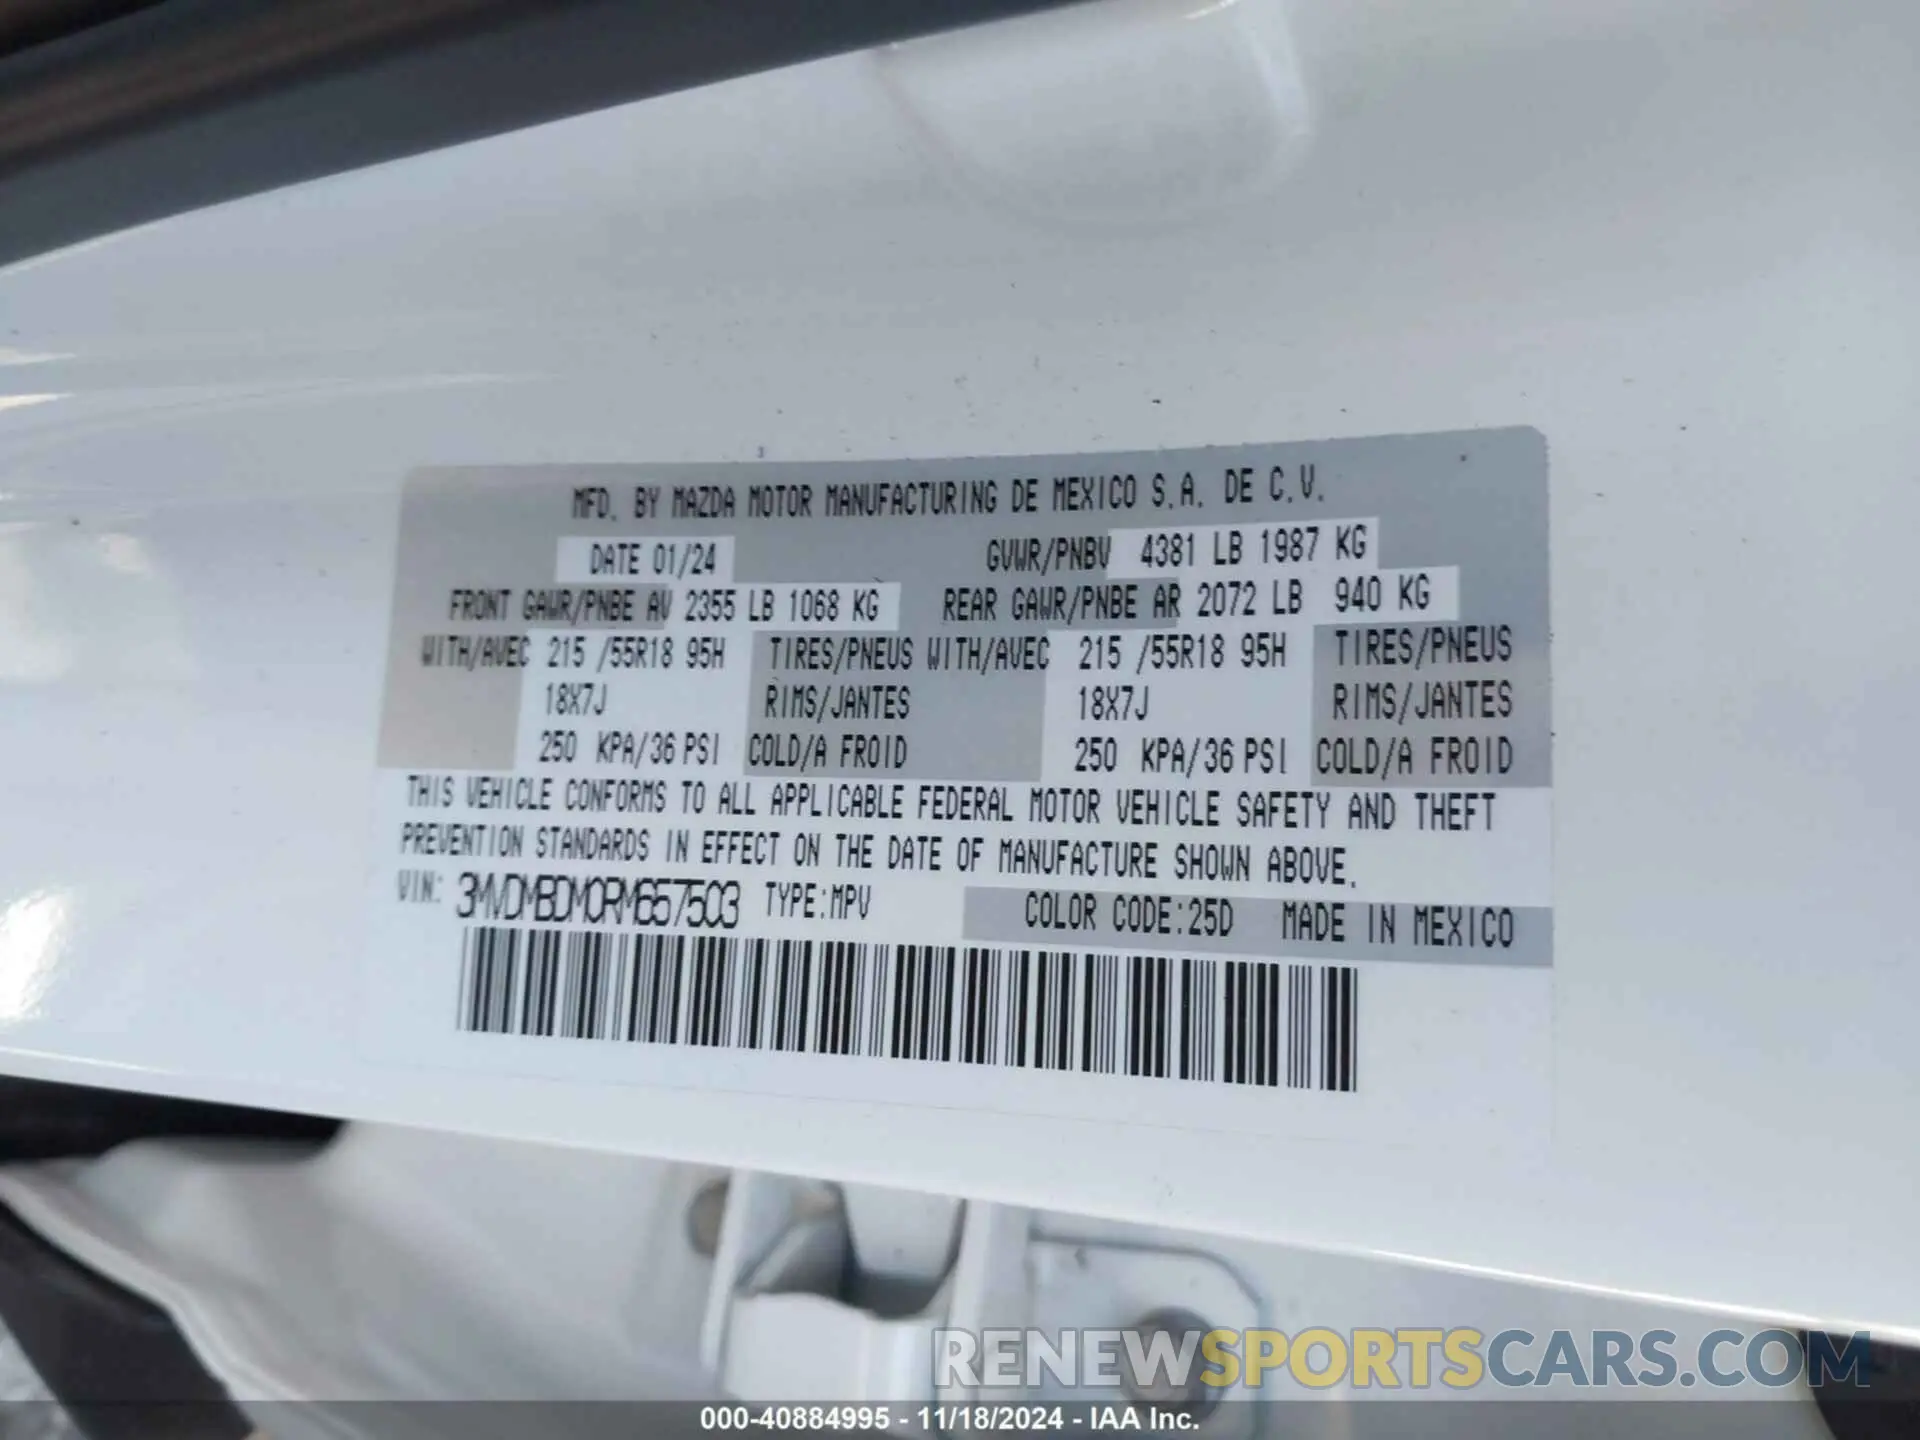 MFD. BY MAZDA MOTOR MANUFACTURING DE MEXICO S.A. DE C.V.
DATE 01/24 GVWR/PNBV 4381 LB 1987 KG
FRONT GAWR/PNBE AV 2355 LB 1068 KG REAR GAWR/PNBE AR 2072 LB 940 KG
WITH/AVEC 215 /55R18 95H TIRES/PNEUS WITH/AVEC 215 /55R18 95H TIRES/PNEUS
18X7J RIMS/JANTES 18X7J RIMS/JANTES
250 KPA/36 PSI COLD/A FROID 250 KPA/36 PSI COLD/A FROID
THIS VEHICLE CONFORMS TO ALL APPLICABLE FEDERAL MOTOR VEHICLE SAFETY AND THEFT
PREVENTION STANDARDS IN EFFECT ON THE DATE OF MANUFACTURE SHOWN ABOVE.
VIN: 3MVDMBDM0RM657503 TYPE:MPV COLOR CODE:25D MADE IN MEXICO
RENEWSPORTSCARS.COM
000-40884995 - 11/18/2024 - IAA Inc.